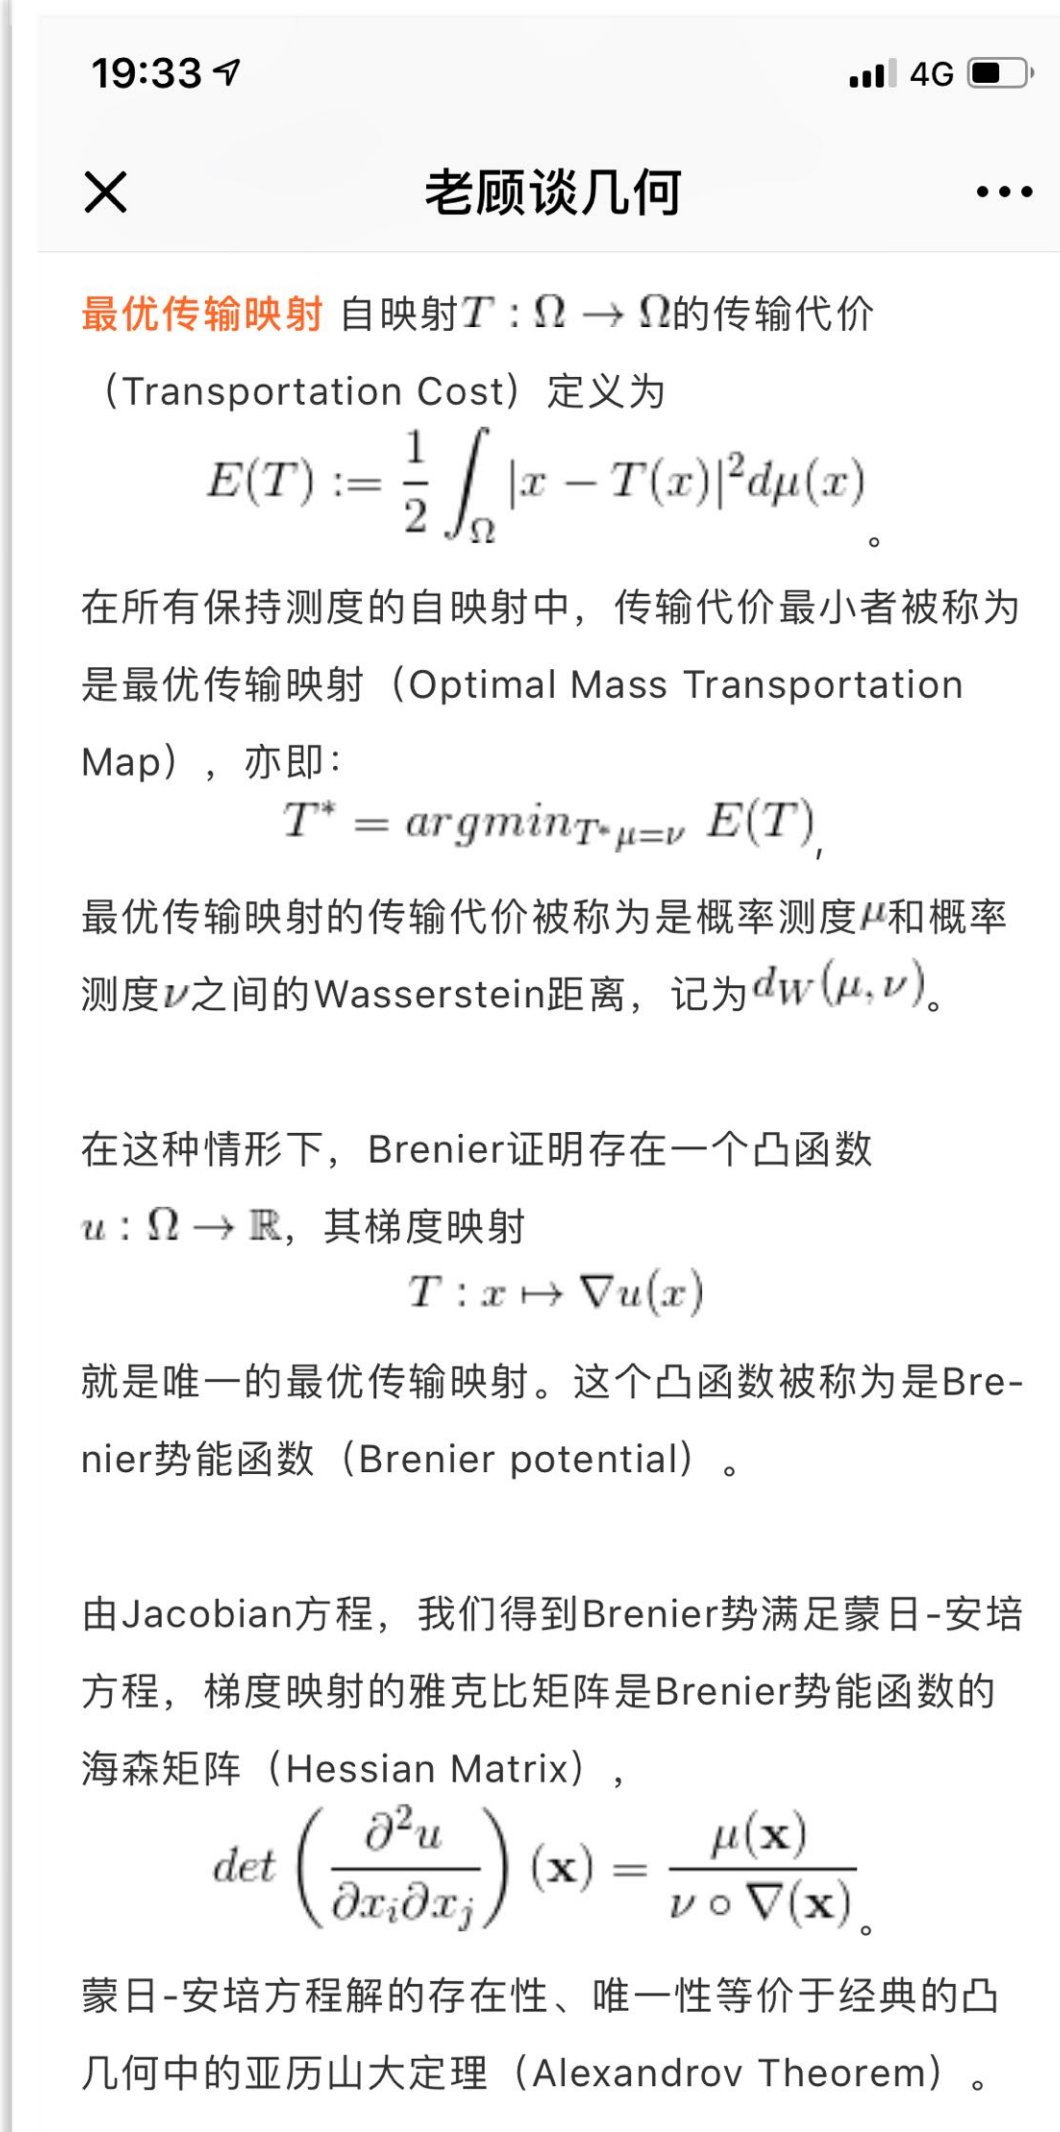 19:33 4G
老顾谈几何
最优传输映射 自映射T : Ω → Ω的传输代价
（Transportation Cost）定义为
E(T) := \frac{1}{2} \int_Ω |x − T(x)|^2 dμ(x) 。
在所有保持测度的自映射中，传输代价最小者被称为
是最优传输映射（Optimal Mass Transportation
Map），亦即：
T^* = argmin_{T^*μ=ν} E(T),
最优传输映射的传输代价被称为是概率测度μ和概率
测度ν之间的Wasserstein距离，记为d_W(μ, ν)。
在这种情形下，Brenier证明存在一个凸函数
u : Ω → ℝ，其梯度映射
T : x ↦ ∇u(x)
就是唯一的最优传输映射。这个凸函数被称为是Bre-
nier势能函数（Brenier potential）。
由Jacobian方程，我们得到Brenier势满足蒙日-安培
方程，梯度映射的雅克比矩阵是Brenier势能函数的
海森矩阵（Hessian Matrix），
det \left( \frac{∂^2 u}{∂x_i ∂x_j} \right) (x) = \frac{μ(x)}{ν ∘ ∇(x)} 。
蒙日-安培方程解的存在性、唯一性等价于经典的凸
几何中的亚历山大定理（Alexandrov Theorem）。